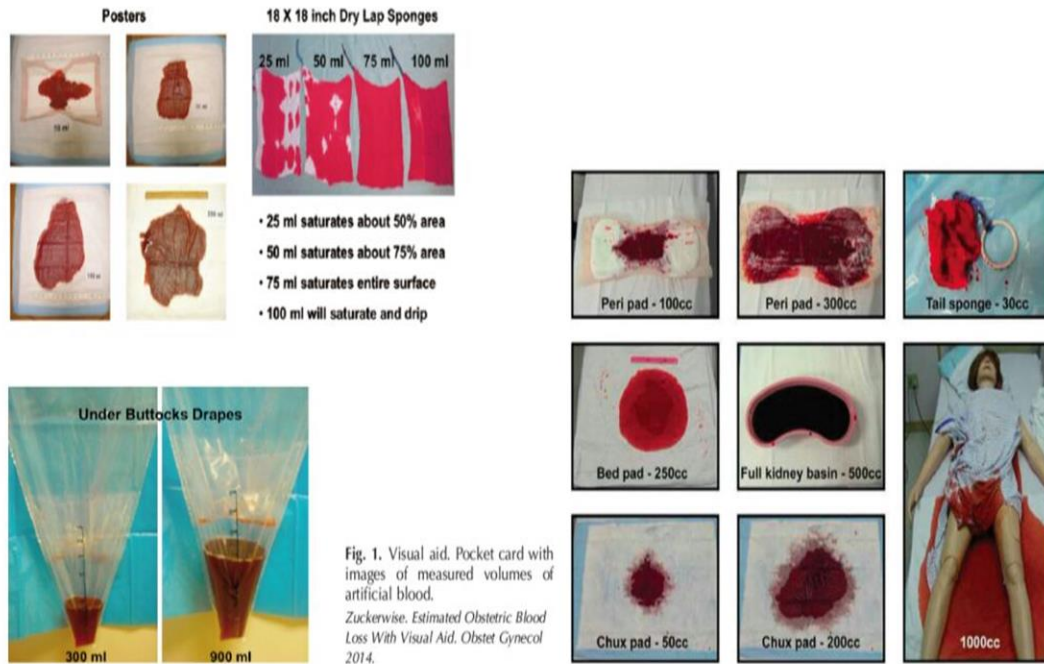 Posters
18 X 18 inch Dry Lap Sponges
25 ml 50 ml 75 ml 100 ml
• 25 ml saturates about 50% area
• 50 ml saturates about 75% area
• 75 ml saturates entire surface
• 100 ml will saturate and drip
Under Buttocks Drapes
300 ml
900 ml
Fig. 1. Visual aid. Pocket card with
images of measured volumes of
artificial blood.
Zuckerwise. Estimated Obstetric Blood
Loss With Visual Aid. Obstet Gynecol
2014.
Peri pad - 100cc
Peri pad - 300cc
Tail sponge - 30cc
Bed pad - 250cc
Full kidney basin - 500cc
Chux pad - 50cc
Chux pad - 200cc
1000cc